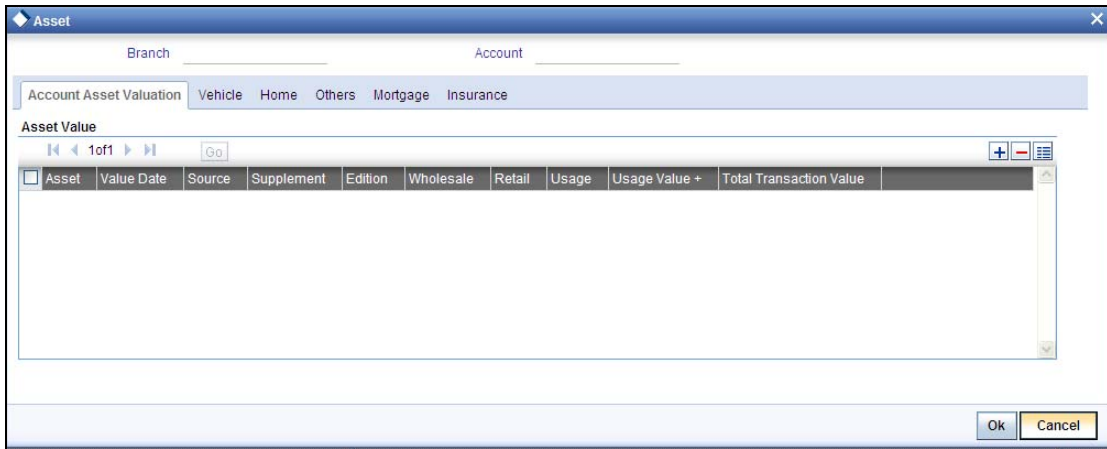 Asset
Branch Account
Account Asset Valuation Vehicle Home Others Mortgage Insurance
Asset Value
1of1 Go
Asset Value Date Source Supplement Edition Wholesale Retail Usage Usage Value + Total Transaction Value
Ok Cancel